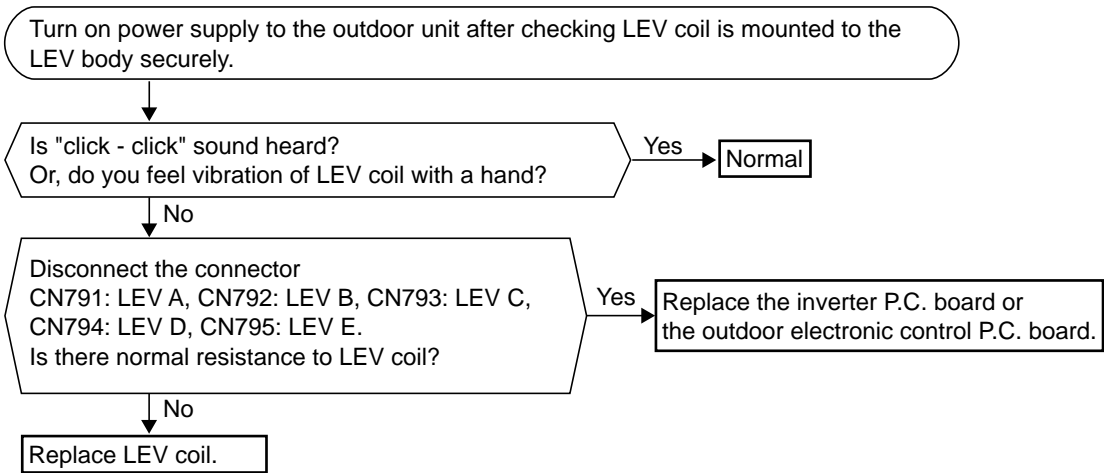 Turn on power supply to the outdoor unit after checking LEV coil is mounted to the
LEV body securely.
Is "click - click" sound heard?
Or, do you feel vibration of LEV coil with a hand?
Yes
Normal
No
Disconnect the connector
CN791: LEV A, CN792: LEV B, CN793: LEV C,
CN794: LEV D, CN795: LEV E.
Is there normal resistance to LEV coil?
Yes
Replace the inverter P.C. board or
the outdoor electronic control P.C. board.
No
Replace LEV coil.